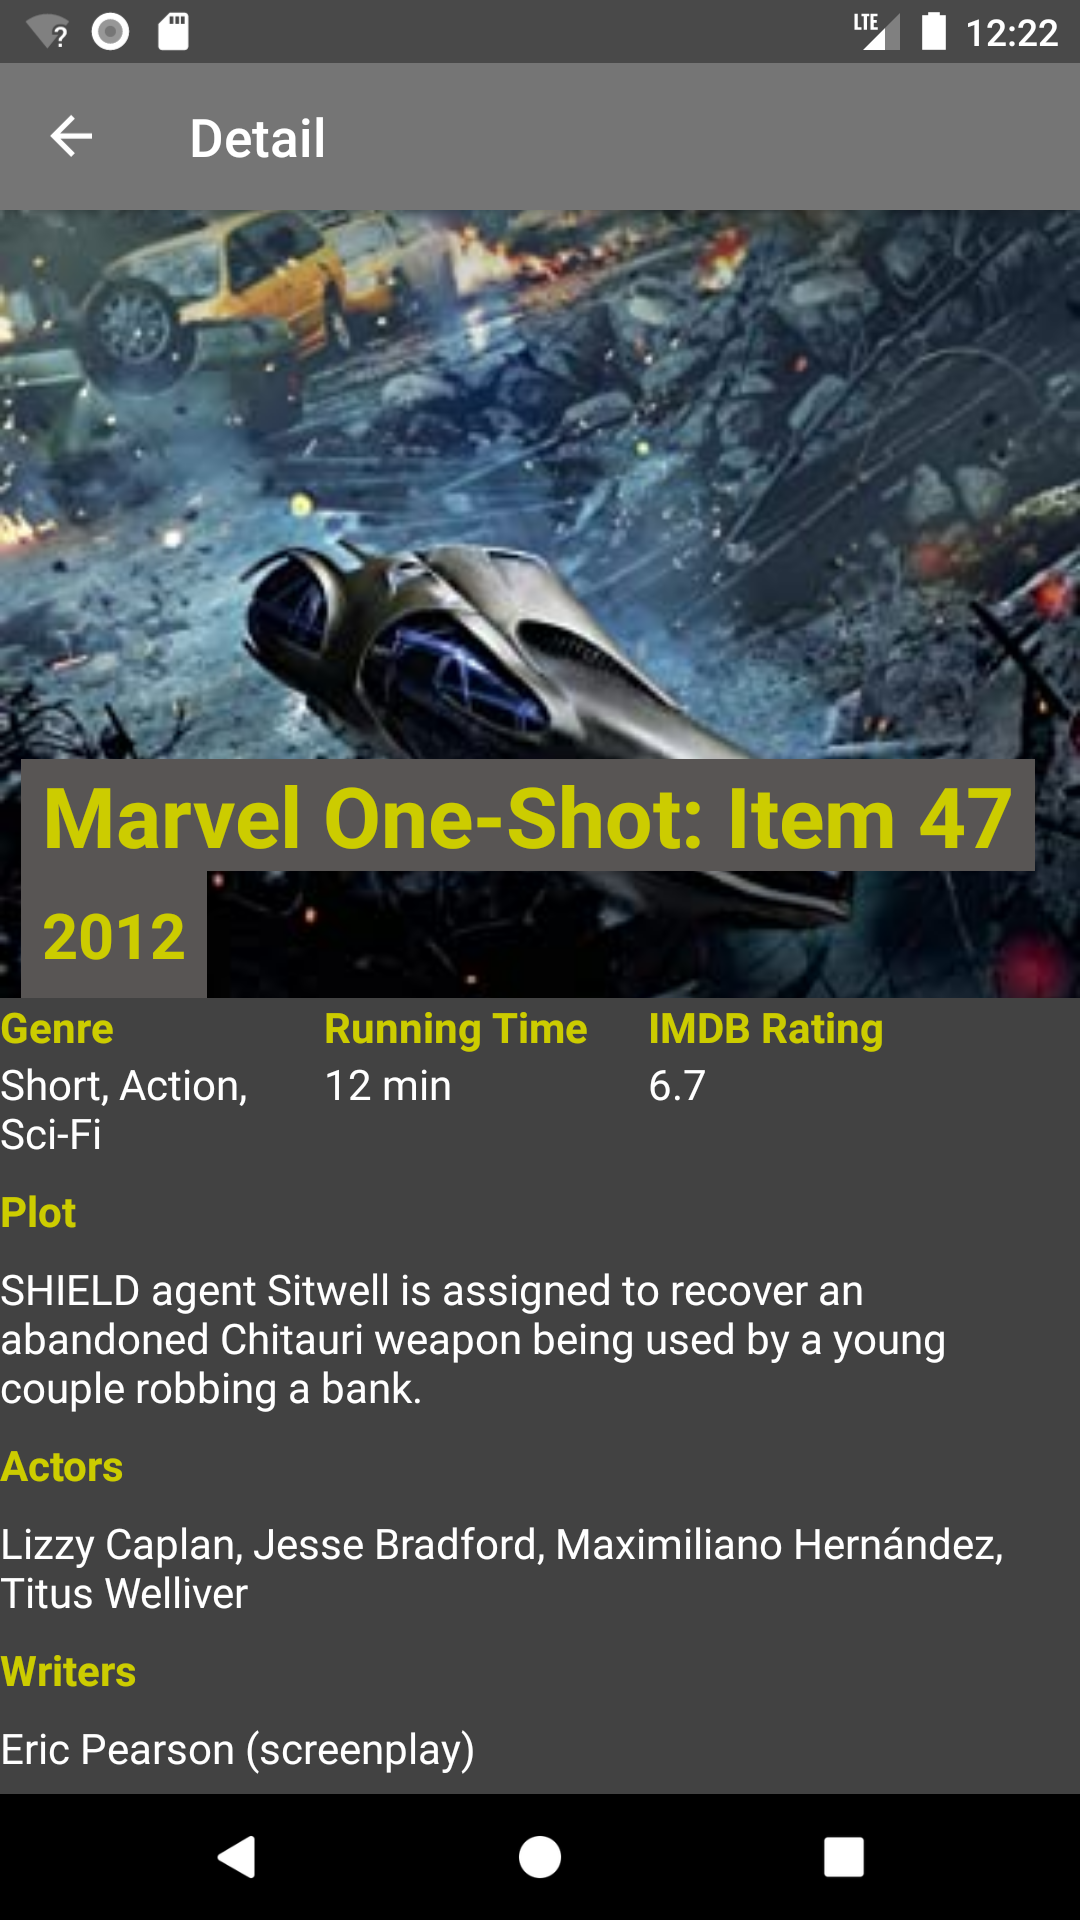 LTE 12:22
Detail
Marvel One-Shot: Item 47
2012
Genre Running Time IMDB Rating
Short, Action, 12 min 6.7
Sci-Fi
Plot
SHIELD agent Sitwell is assigned to recover an
abandoned Chitauri weapon being used by a young
couple robbing a bank.
Actors
Lizzy Caplan, Jesse Bradford, Maximiliano Hernández,
Titus Welliver
Writers
Eric Pearson (screenplay)